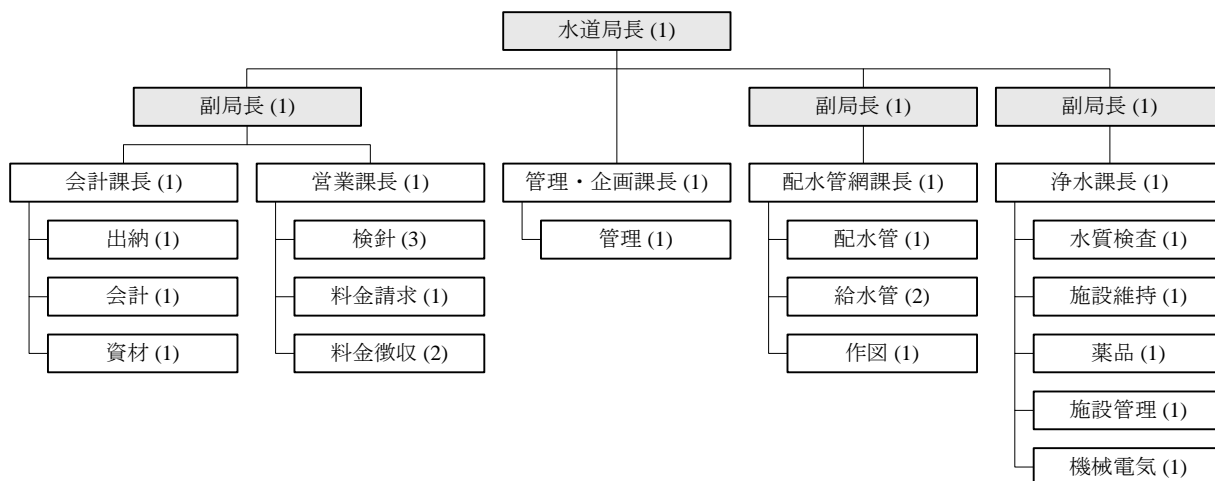 水道局長 (1)
副局長 (1)
副局長 (1)
副局長 (1)
会計課長 (1)
営業課長 (1)
管理・企画課長 (1)
配水管網課長 (1)
浄水課長 (1)
出納 (1)
検針 (3)
管理 (1)
配水管 (1)
水質検査 (1)
会計 (1)
料金請求 (1)
給水管 (2)
施設維持 (1)
資材 (1)
料金徴収 (2)
作図 (1)
薬品 (1)
施設管理 (1)
機械電気 (1)